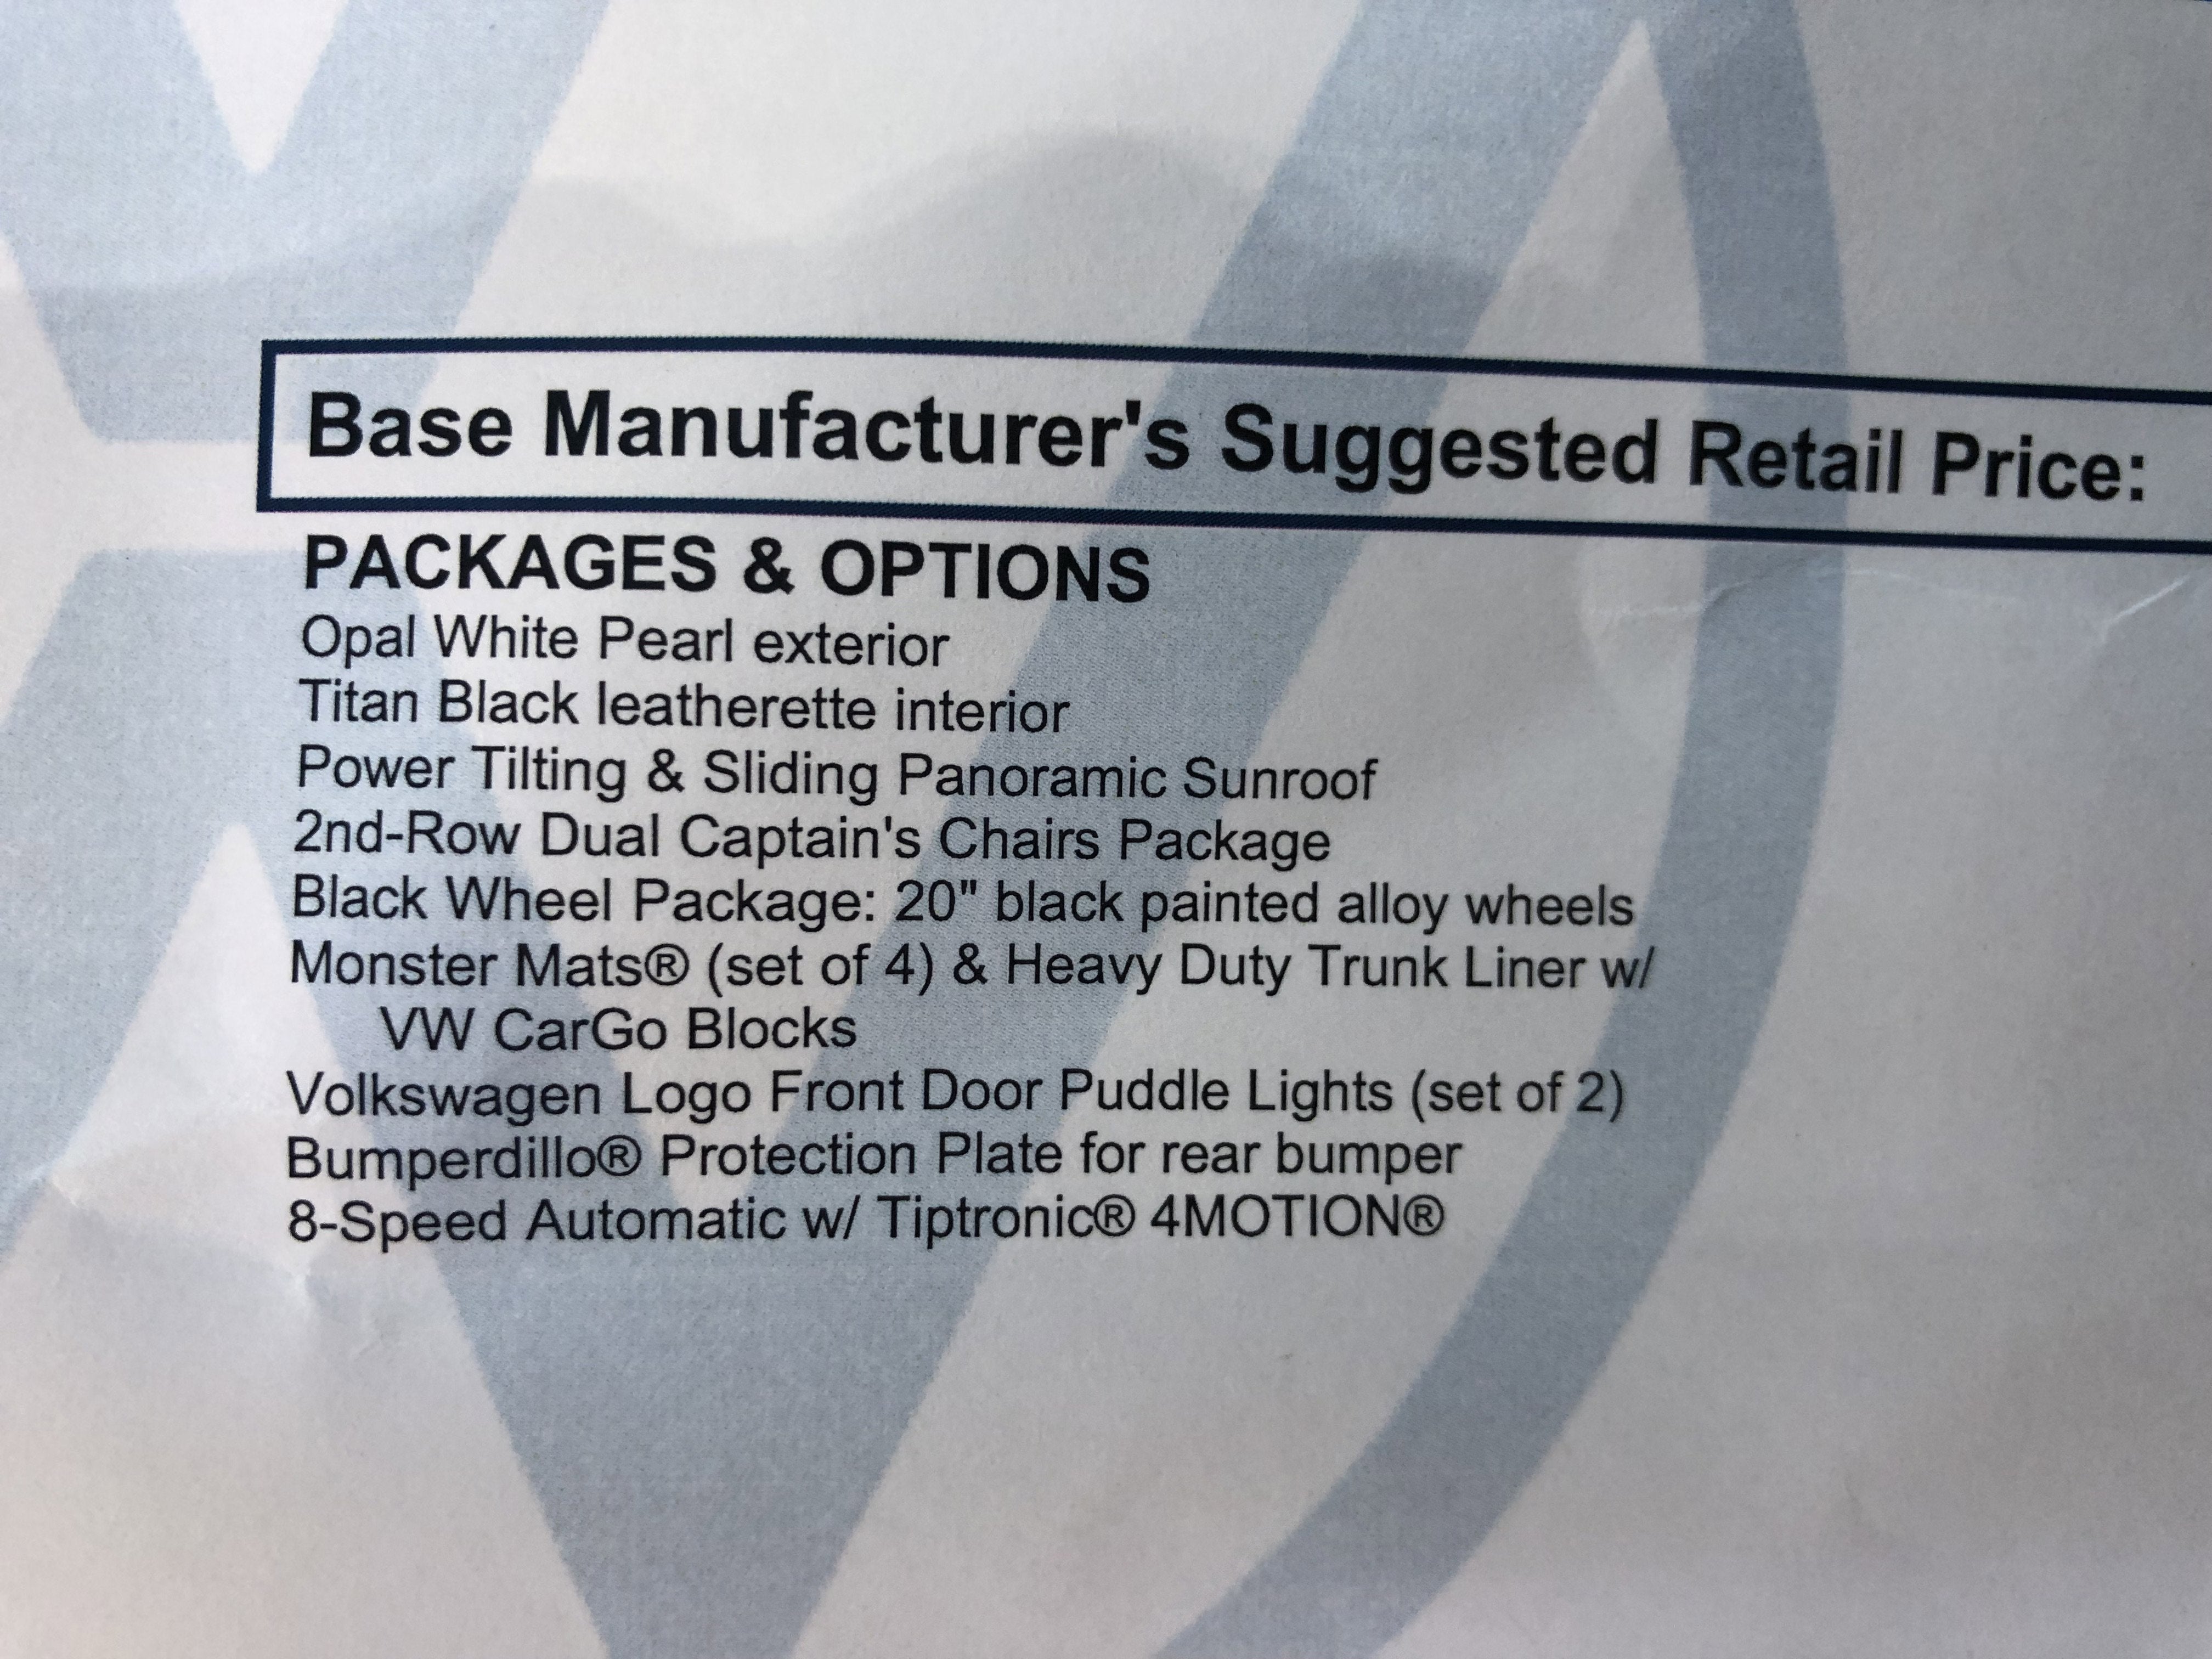 Base Manufacturer's Suggested Retail Price:
PACKAGES & OPTIONS
Opal White Pearl exterior
Titan Black leatherette interior
Power Tilting & Sliding Panoramic Sunroof
2nd-Row Dual Captain's Chairs Package
Black Wheel Package: 20" black painted alloy wheels
Monster Mats® (set of 4) & Heavy Duty Trunk Liner w/
VW CarGo Blocks
Volkswagen Logo Front Door Puddle Lights (set of 2)
Bumperdillo® Protection Plate for rear bumper
8-Speed Automatic w/ Tiptronic® 4MOTION®